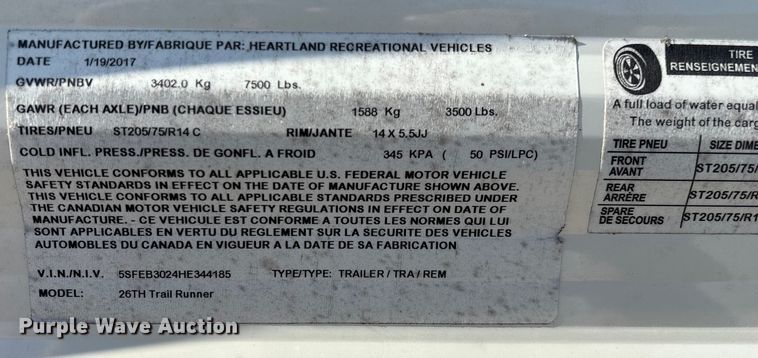 MANUFACTURED BY/FABRIQUE PAR: HEARTLAND RECREATIONAL VEHICLES
DATE 1/19/2017
GVWR/PNBV 3402.0 Kg 7500 Lbs.
GAWR (EACH AXLE)/PNB (CHAQUE ESSIEU) 1588 Kg 3500 Lbs.
TIRES/PNEU ST205/75/R14 C RIM/JANTE 14 X 5.5JJ
COLD INFL. PRESS./PRESS. DE GONFL. A FROID 345 KPA ( 50 PSI/LPC)
THIS VEHICLE CONFORMS TO ALL APPLICABLE U.S. FEDERAL MOTOR VEHICLE
SAFETY STANDARDS IN EFFECT ON THE DATE OF MANUFACTURE SHOWN ABOVE.
THIS VEHICLE CONFORMS TO ALL APPLICABLE STANDARDS PRESCRIBED UNDER
THE CANADIAN MOTOR VEHICLE SAFETY REGULATIONS IN EFFECT ON DATE OF
MANUFACTURE. - CE VEHICULE EST CONFORME A TOUTES LES NORMES QUI LUI
SONT APPLICABLES EN VERTU DU REGLEMENT SUR LA SECURITE DES VEHICLES
AUTOMOBILES DU CANADA EN VIGUEUR A LA DATE DE SA FABRICATION
V.I.N./N.I.V. 5SFEB3024HE344185 TYPE/TYPE: TRAILER / TRA / REM
MODEL: 26TH Trail Runner
TIRE
RENSEIGNEMEN
A full load of water equal
The weight of the carg
TIRE PNEU SIZE DIME
FRONT
AVANT ST205/75/
REAR
ARRÈRE ST205/75/R
SPARE
DE SECOURS ST205/75/R1
Purple Wave Auction